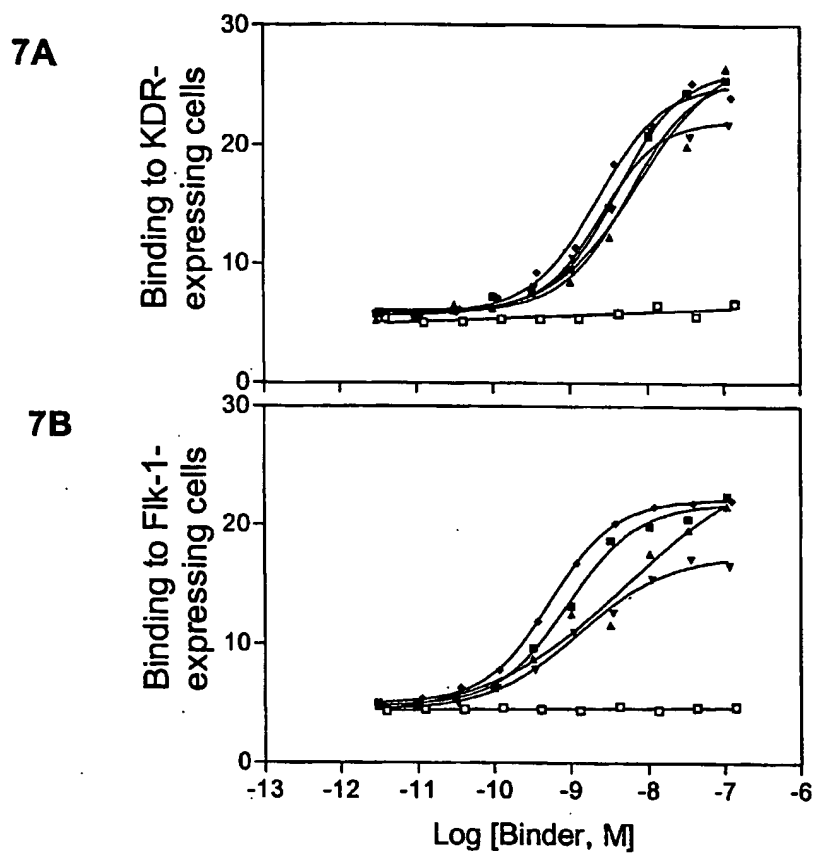 7A
Binding to KDR-
expressing cells
30
20
10
0
7B
Binding to Flk-1-
expressing cells
30
20
10
0
-13 -12 -11 -10 -9 -8 -7 -6
Log [Binder, M]